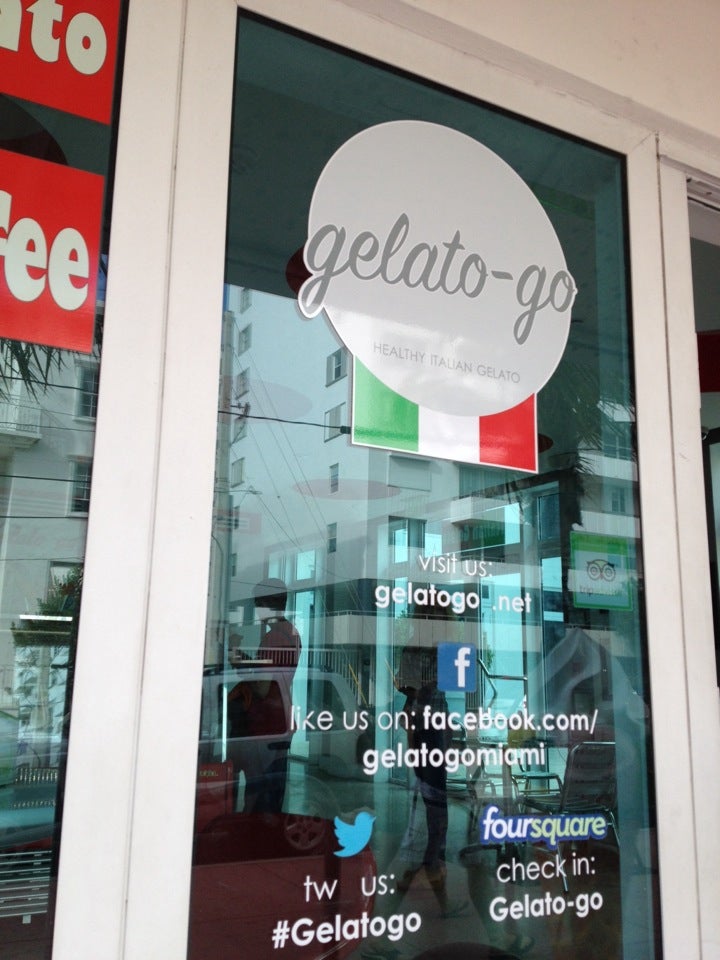 ato
fee
gelato-go
HEALTHY ITALIAN GELATO
visit us:
gelatogo .net
f
like us on: facebook.com/
gelatogomiami
tw us:
#Gelatogo
foursquare
check in:
Gelato-go